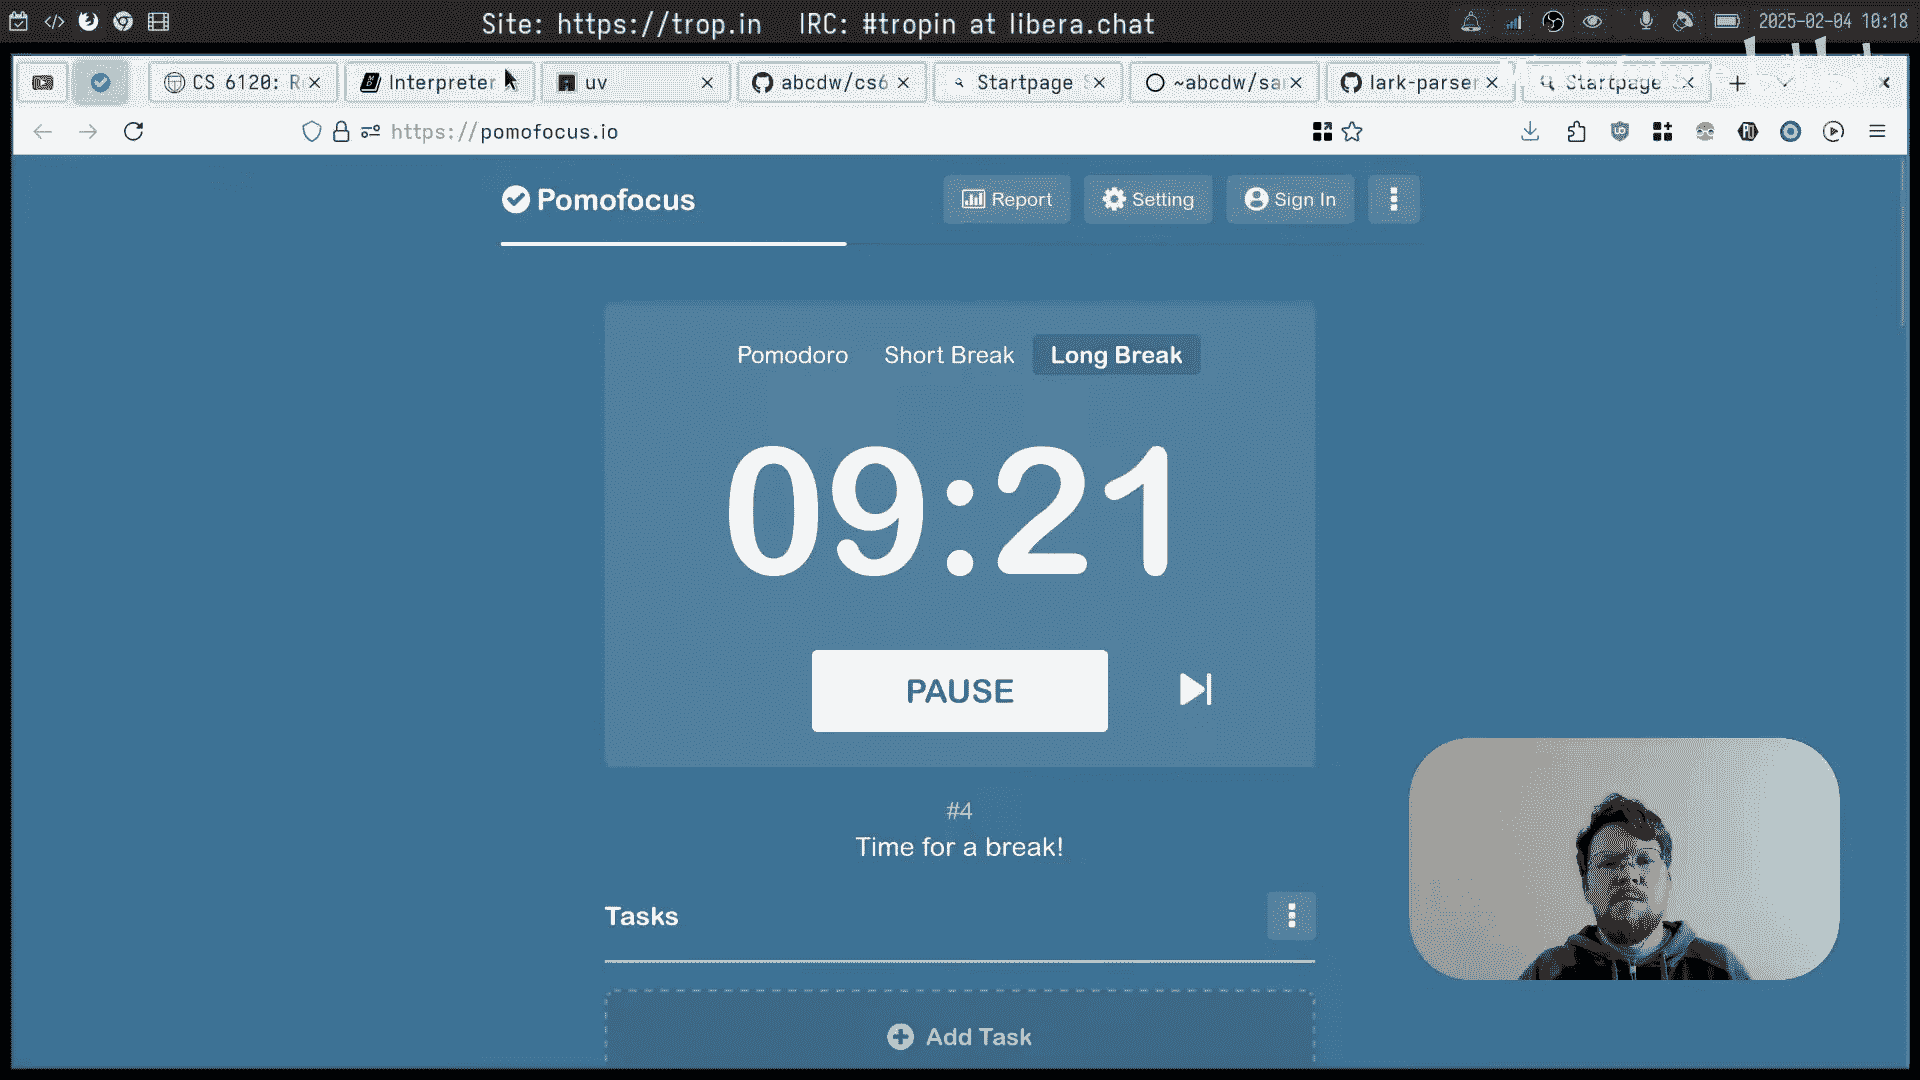 Site: https://trop.in IRC: #tropin at libera.chat
2025-02-04 10:18
CS 6120: R
Interpreter
uv
abcdw/cs6
Startpage
~abcdw/sa
lark-parser
Startpage
https://pomofocus.io
Pomofocus
Report
Setting
Sign In
Pomodoro
Short Break
Long Break
09:21
PAUSE
#4
Time for a break!
Tasks
Add Task